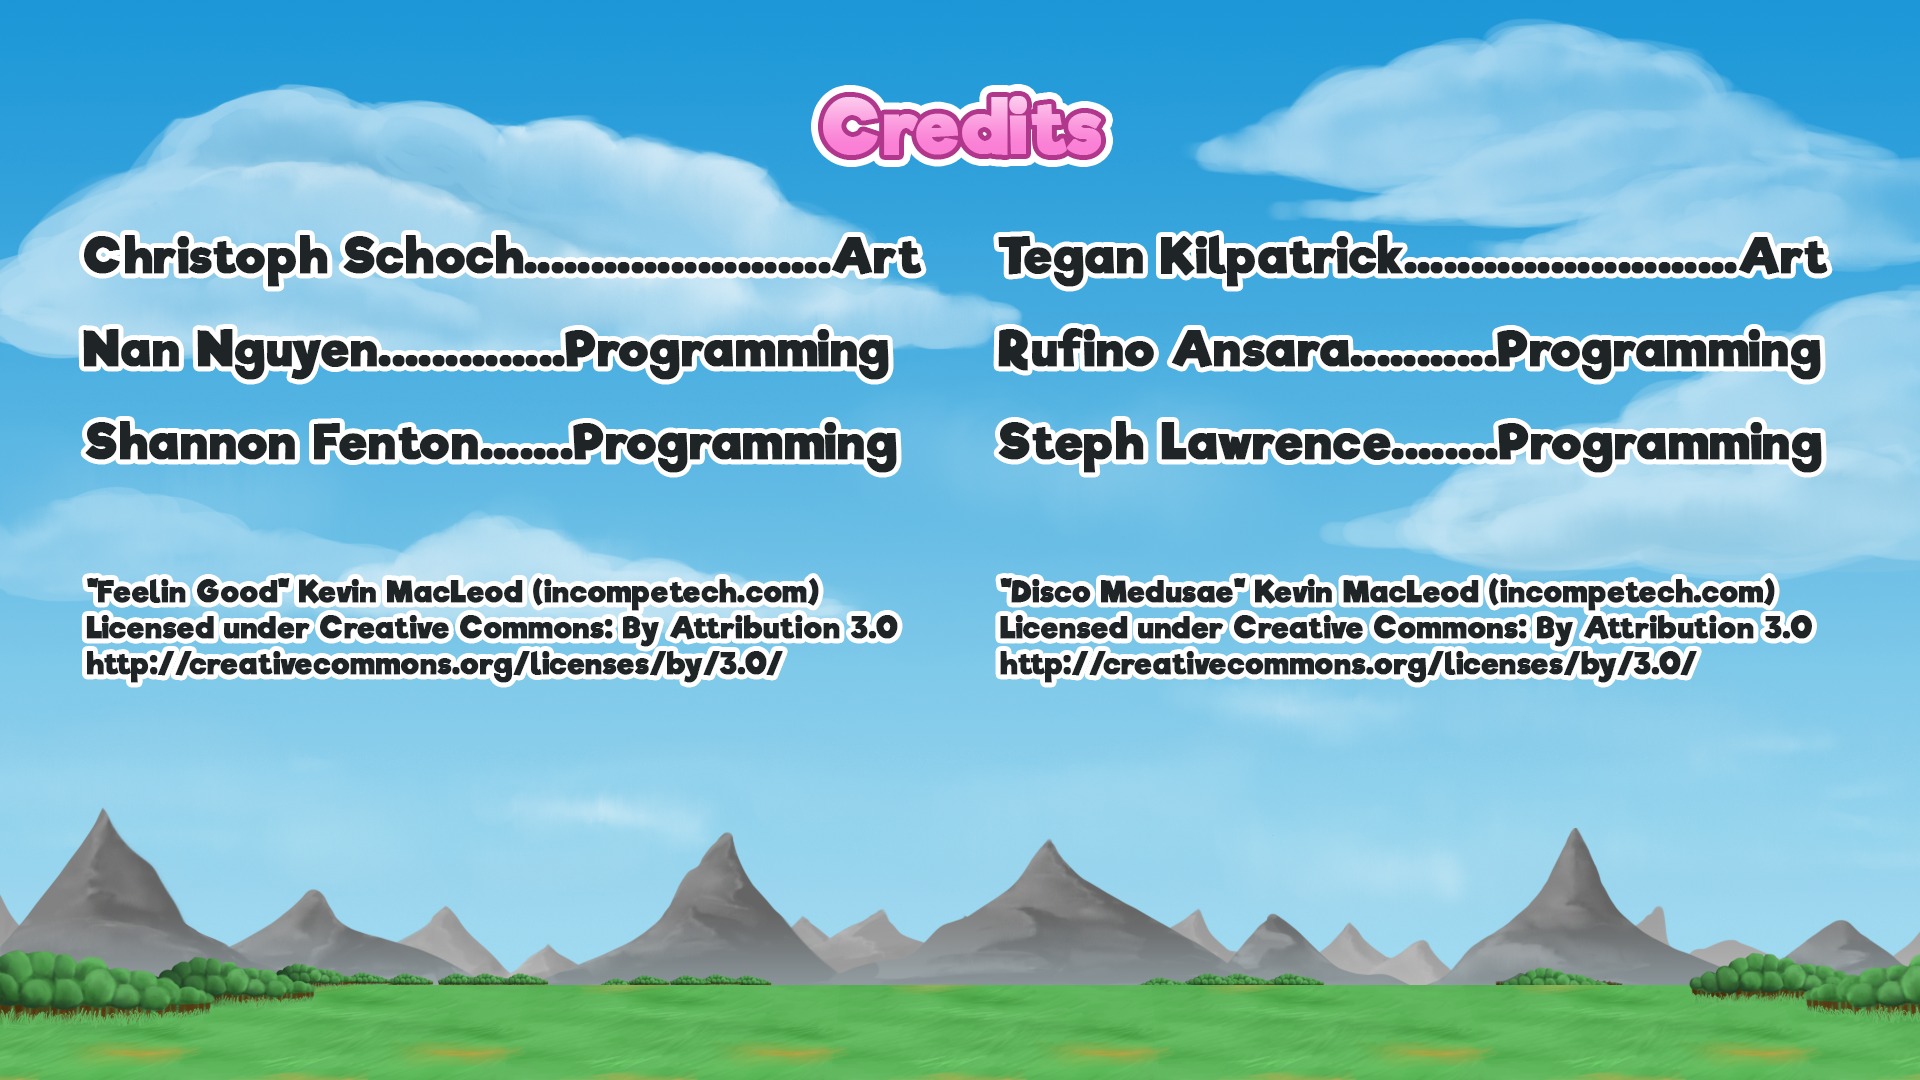 Credits
Christoph Schoch.......................Art
Tegan Kilpatrick.........................Art
Nan Nguyen..............Programming
Rufino Ansara...........Programming
Shannon Fenton.......Programming
Steph Lawrence........Programming
"Feelin Good" Kevin MacLeod (incompetech.com)
Licensed under Creative Commons: By Attribution 3.0
http://creativecommons.org/licenses/by/3.0/
"Disco Medusae" Kevin MacLeod (incompetech.com)
Licensed under Creative Commons: By Attribution 3.0
http://creativecommons.org/licenses/by/3.0/